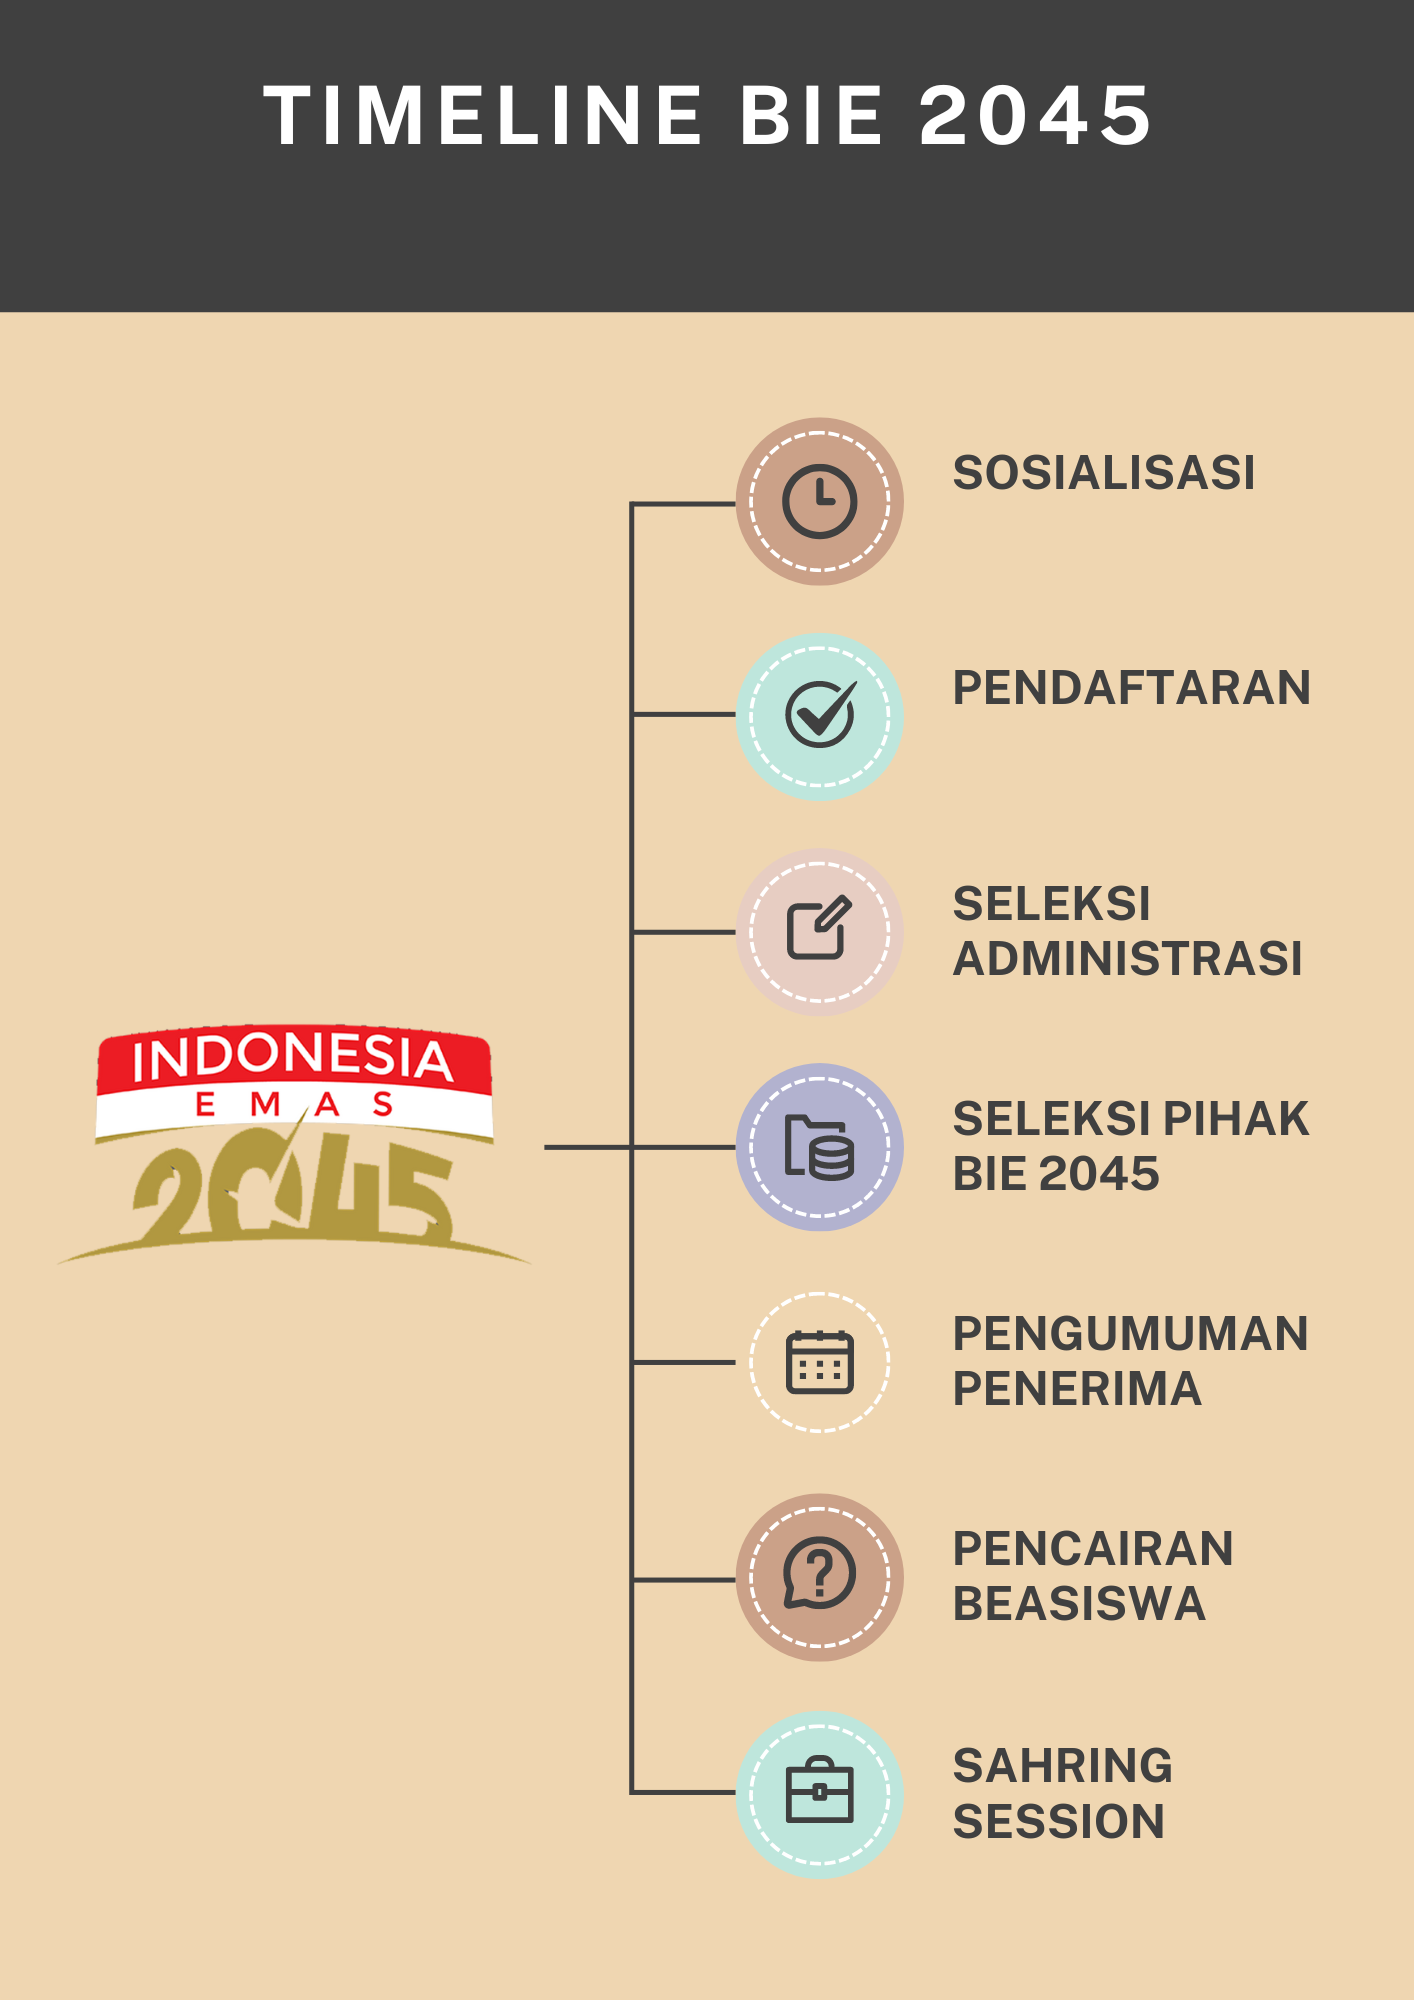 TIMELINE BIE 2045
SOSIALISASI
PENDAFTARAN
SELEKSI
ADMINISTRASI
SELEKSI PIHAK
BIE 2045
PENGUMUMAN
PENERIMA
PENCAIRAN
BEASISWA
SAHRING
SESSION
INDONESIA
EMAS
2045